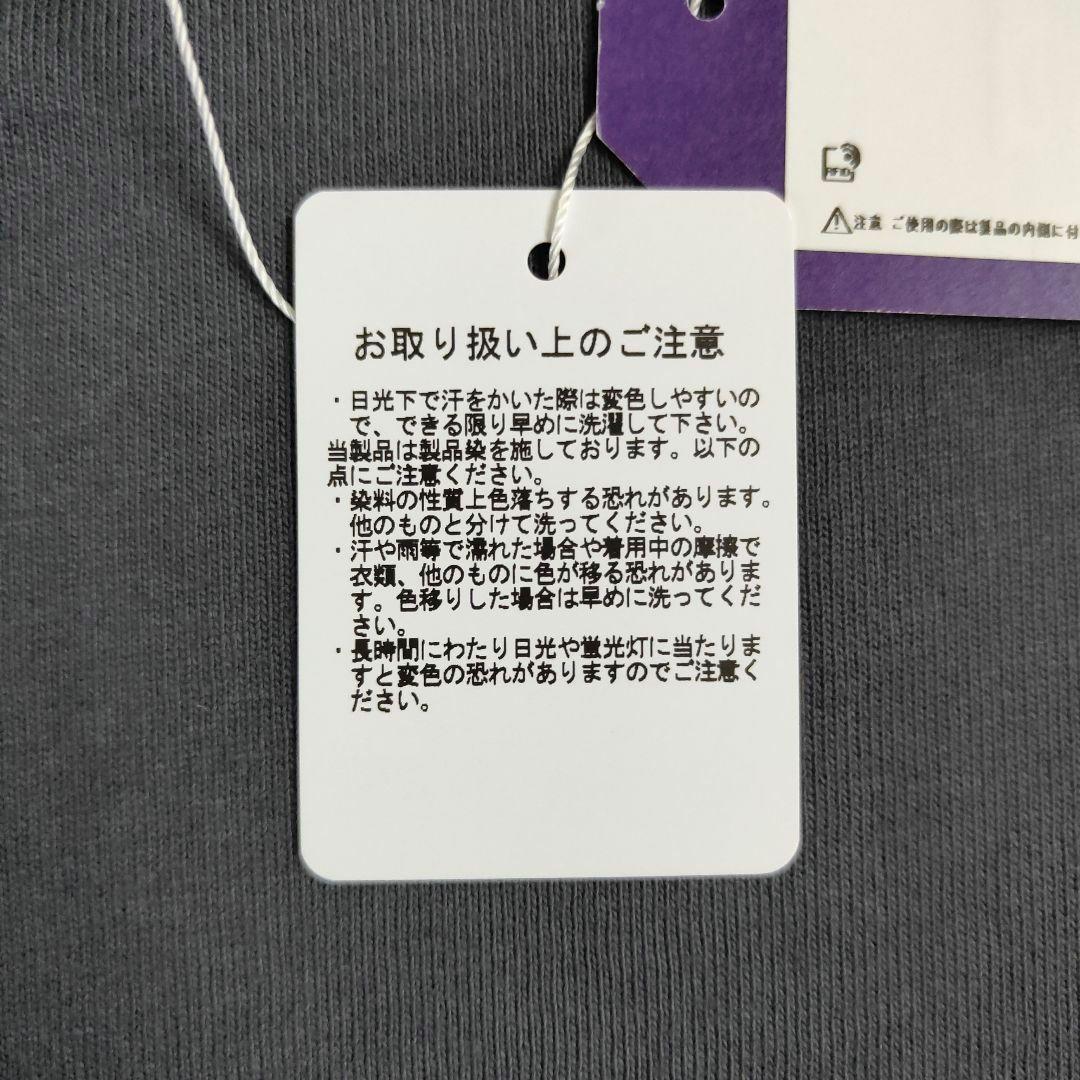 RFID
注意 ご使用の際は製品の内側に付
お取り扱い上のご注意
・日光下で汗をかいた際は変色しやすいの
で、できる限り早めに洗濯して下さい。
当製品は製品染を施しております。以下の
点にご注意ください。
・染料の性質上色落ちする恐れがあります。
他のものと分けて洗ってください。
・汗や雨等で濡れた場合や着用中の摩擦で
衣類、他のものに色が移る恐れがありま
す。色移りした場合は早めに洗ってくだ
さい。
・長時間にわたり日光や蛍光灯に当たりま
すと変色の恐れがありますのでご注意く
ださい。